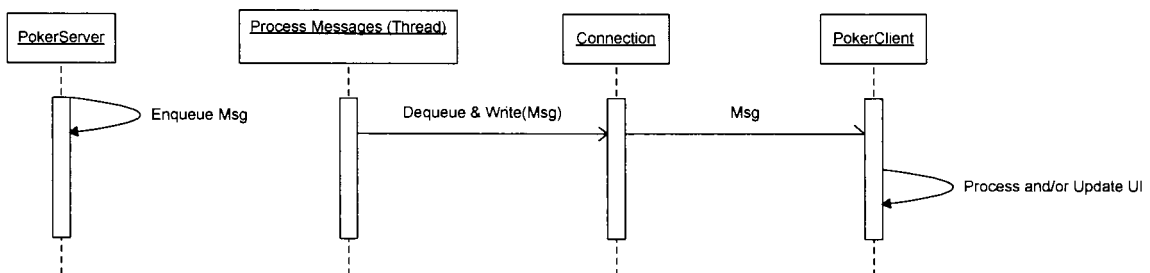 PokerServer
Process Messages (Thread)
Connection
PokerClient
Enqueue Msg
Dequeue & Write(Msg)
Msg
Process and/or Update UI